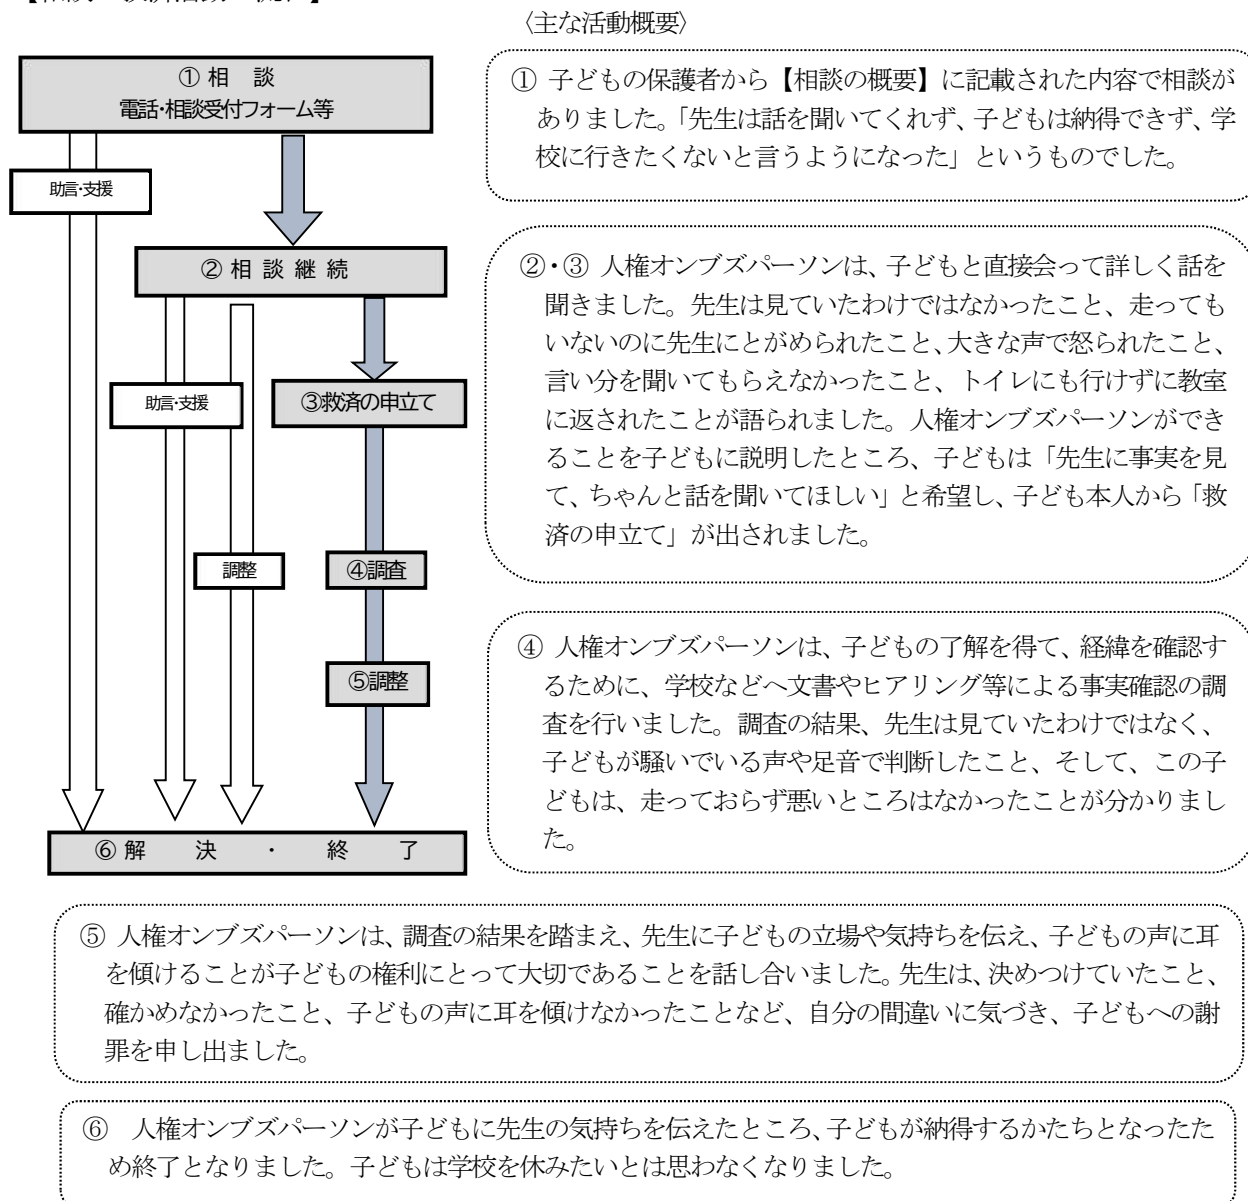 〈主な活動概要〉
① 相　談
電話・相談受付フォーム等
助言・支援
② 相 談 継 続
助言・支援
③救済の申立て
調整
④調査
⑤調整
⑥ 解　決　・　終　了
① 子どもの保護者から【相談の概要】に記載された内容で相談が
ありました。「先生は話を聞いてくれず、子どもは納得できず、学
校に行きたくないと言うようになった」というものでした。
②・③ 人権オンブズパーソンは、子どもと直接会って詳しく話を
聞きました。先生は見ていたわけではなかったこと、走っても
いないのに先生にとがめられたこと、大きな声で怒られたこと、
言い分を聞いてもらえなかったこと、トイレにも行けずに教室
に返されたことが語られました。人権オンブズパーソンができ
ることを子どもに説明したところ、子どもは「先生に事実を見
て、ちゃんと話を聞いてほしい」と希望し、子ども本人から「救
済の申立て」が出されました。
④ 人権オンブズパーソンは、子どもの了解を得て、経緯を確認す
るために、学校などへ文書やヒアリング等による事実確認の調
査を行いました。調査の結果、先生は見ていたわけではなく、
子どもが騒いでいる声や足音で判断したこと、そして、この子
どもは、走っておらず悪いところはなかったことが分かりまし
た。
⑤ 人権オンブズパーソンは、調査の結果を踏まえ、先生に子どもの立場や気持ちを伝え、子どもの声に耳
を傾けることが子どもの権利にとって大切であることを話し合いました。先生は、決めつけていたこと、
確かめなかったこと、子どもの声に耳を傾けなかったことなど、自分の間違いに気づき、子どもへの謝
罪を申し出ました。
⑥　人権オンブズパーソンが子どもに先生の気持ちを伝えたところ、子どもが納得するかたちとなったた
め終了となりました。子どもは学校を休みたいとは思わなくなりました。